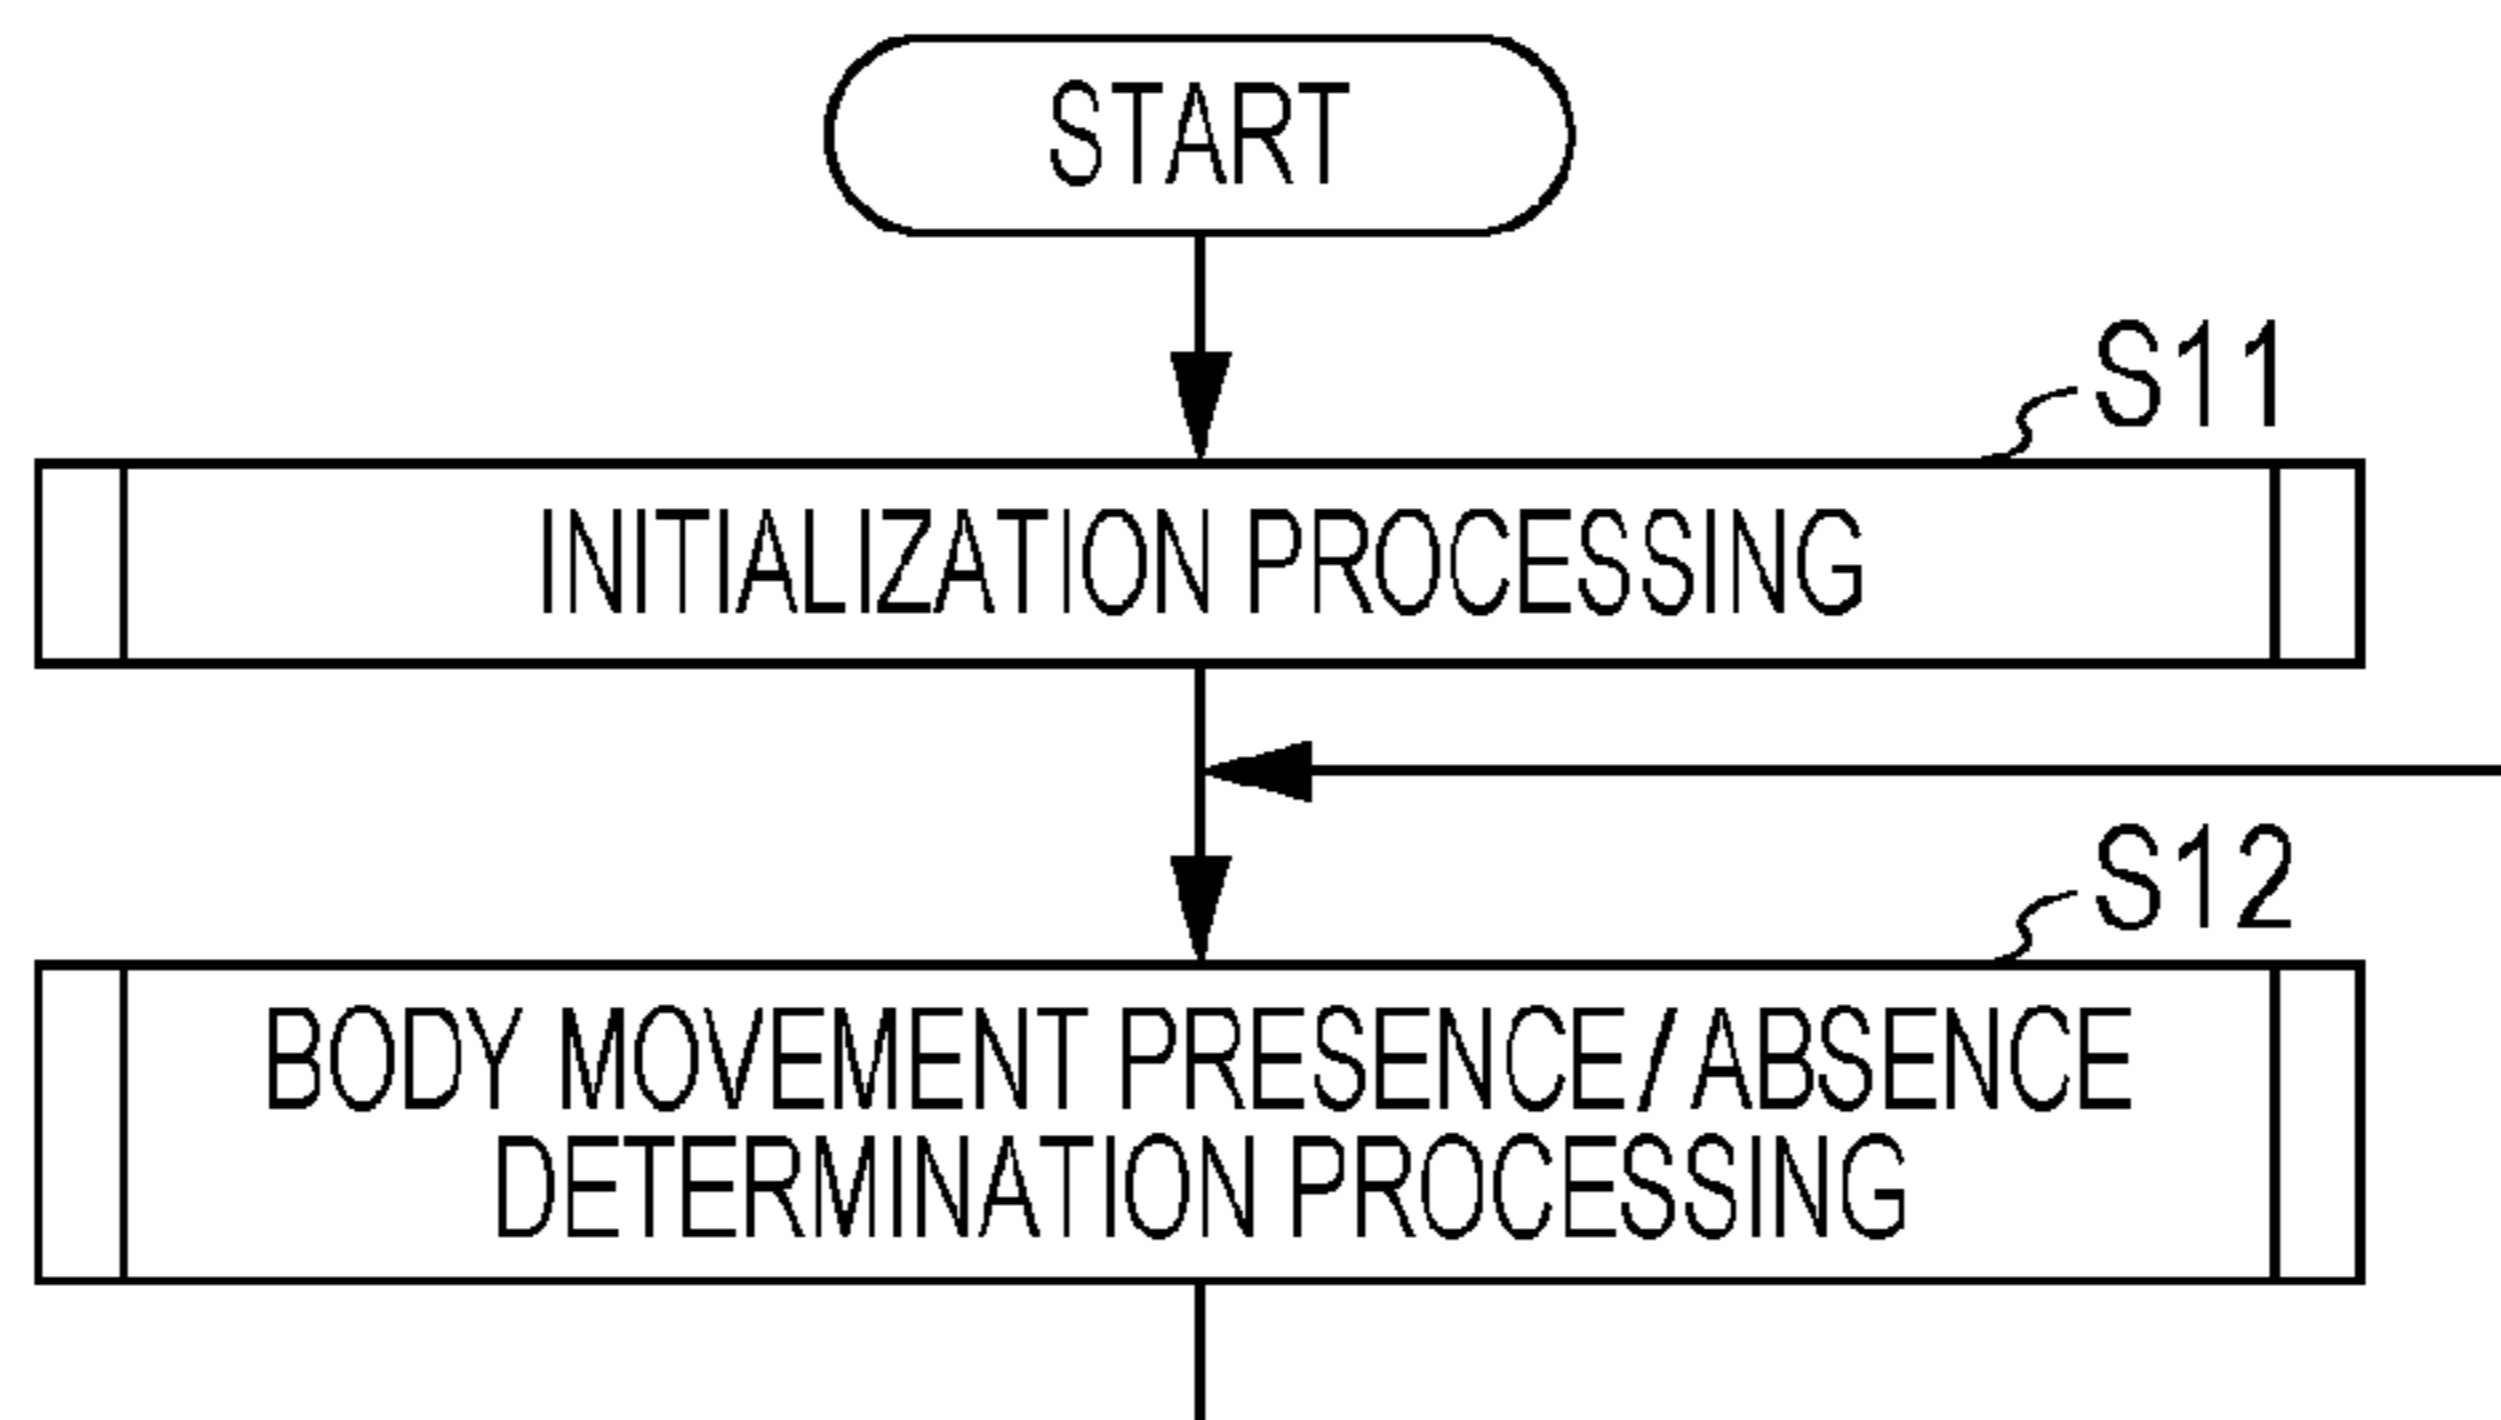 START
S11
INITIALIZATION PROCESSING
S12
BODY MOVEMENT PRESENCE/ABSENCE
DETERMINATION PROCESSING